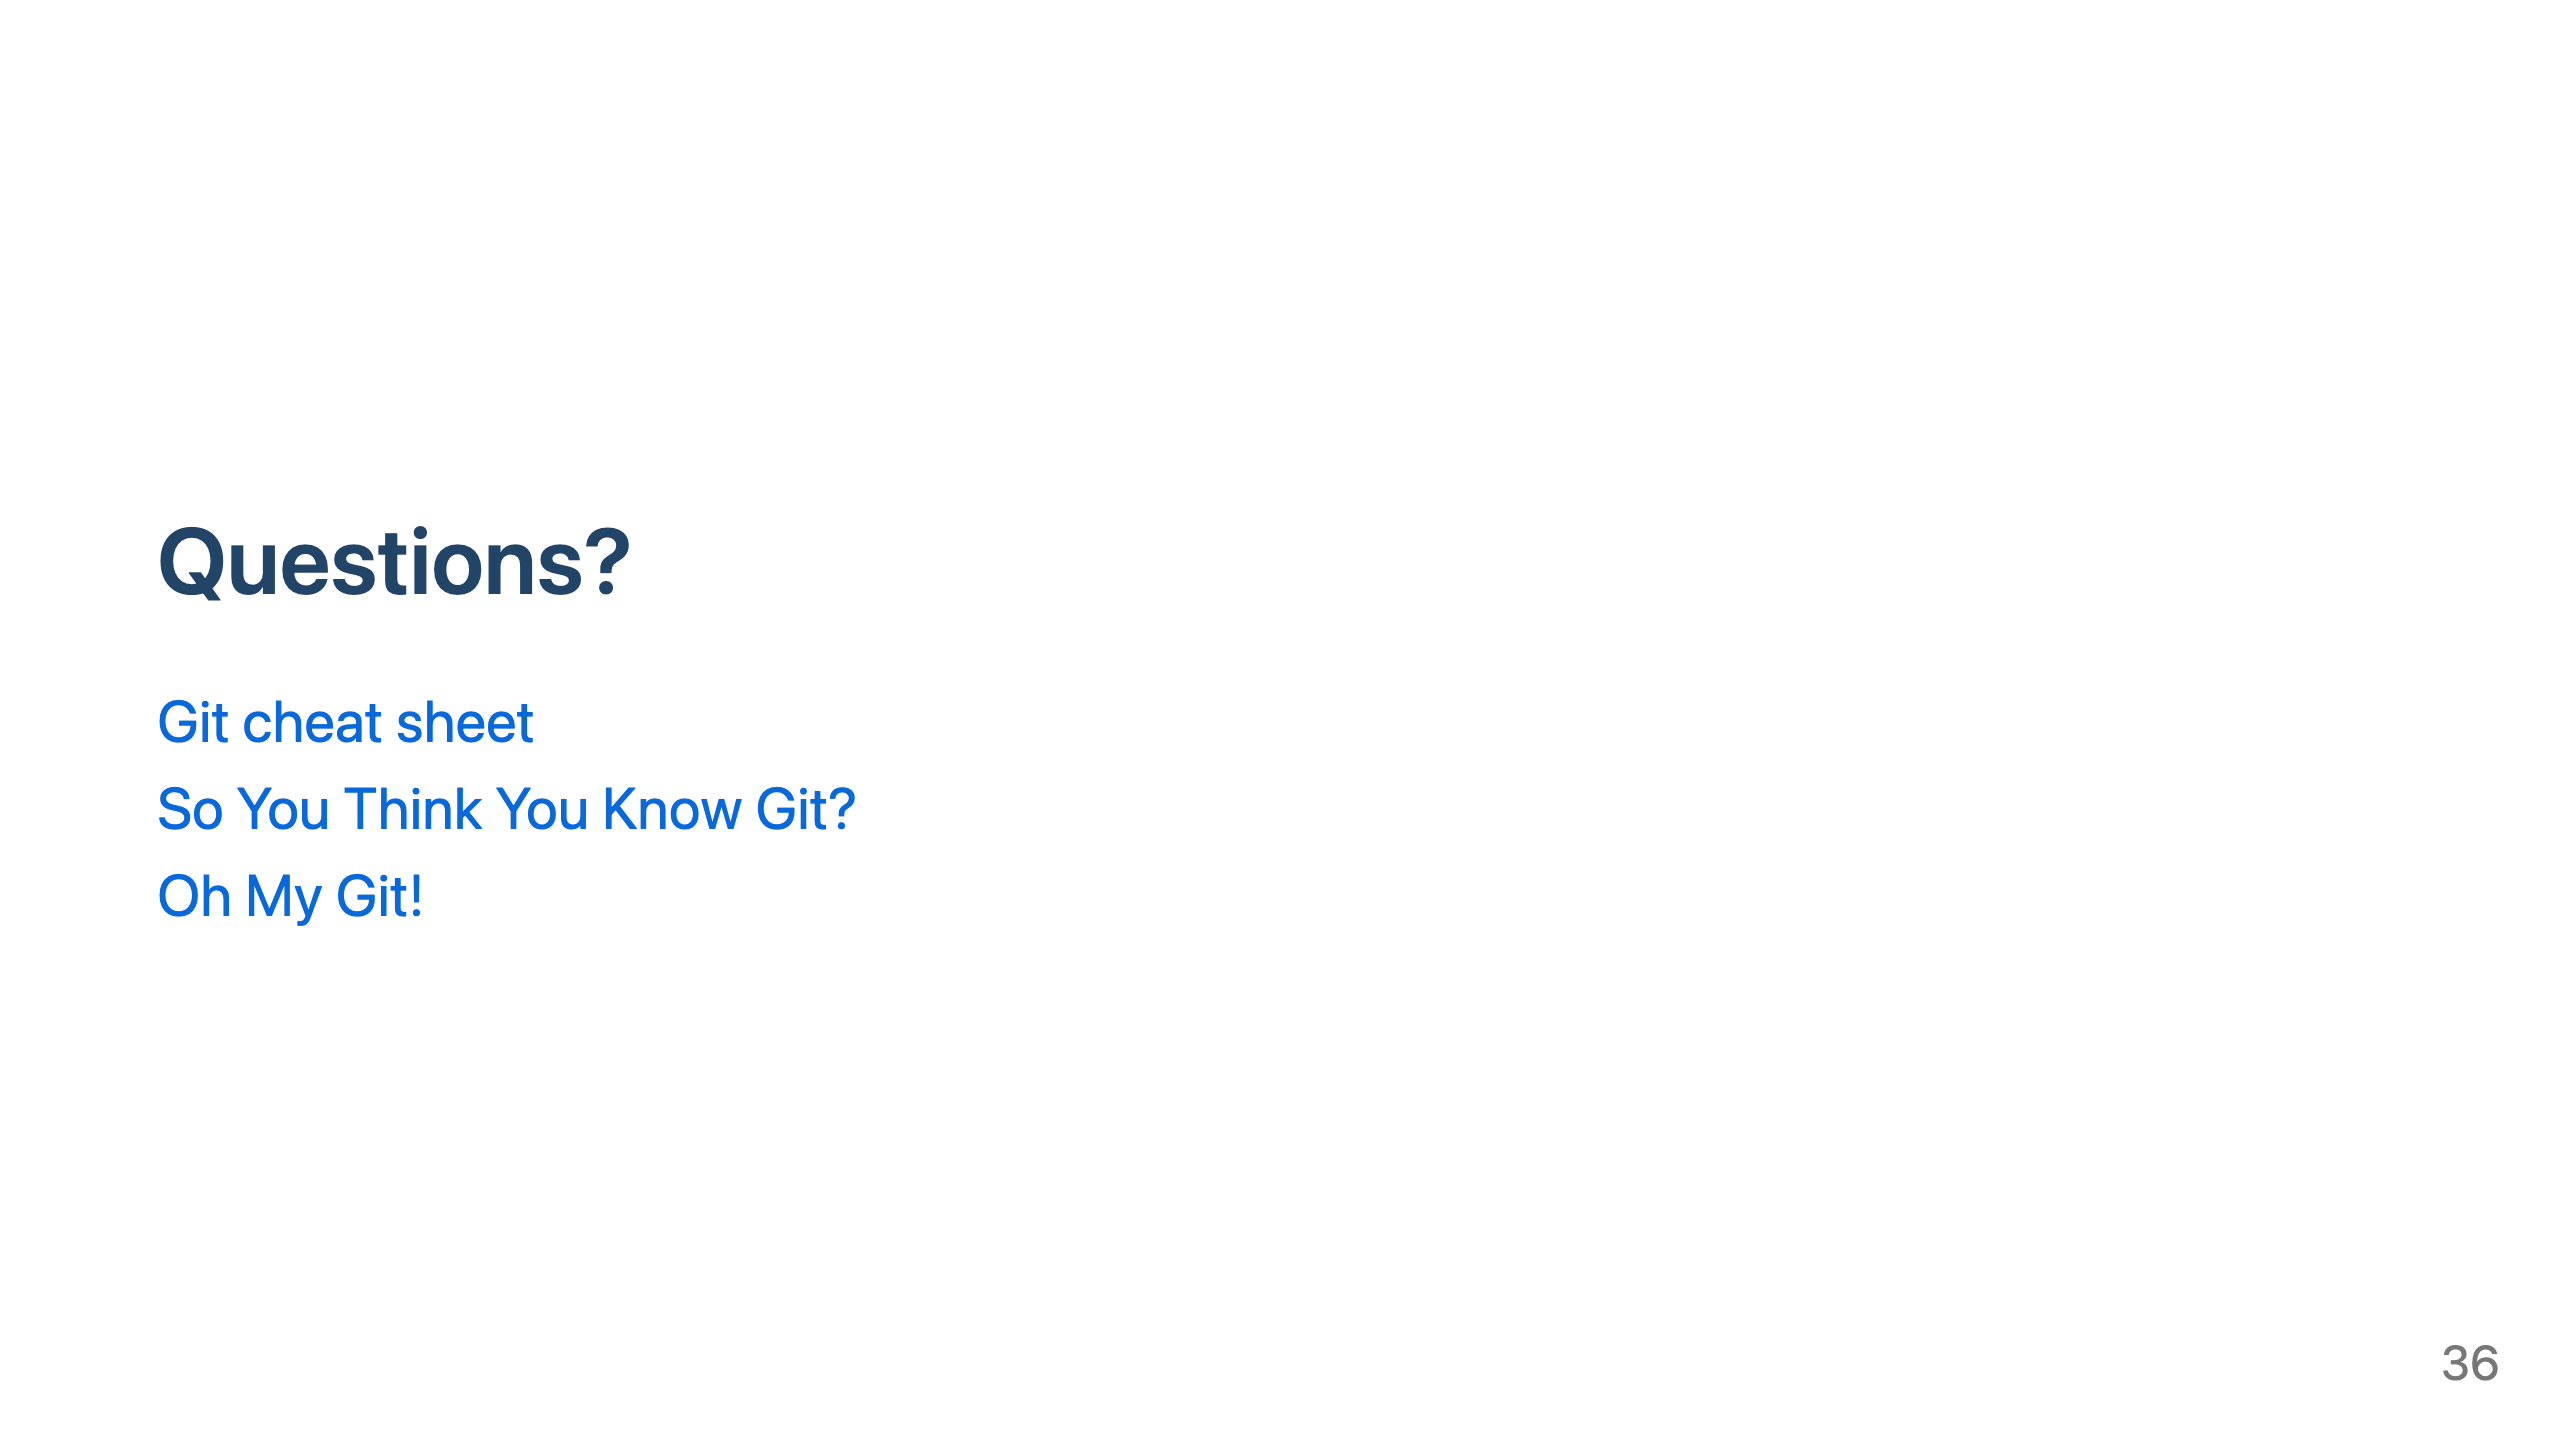 Questions?
Git cheat sheet
So You Think You Know Git?
Oh My Git!
36